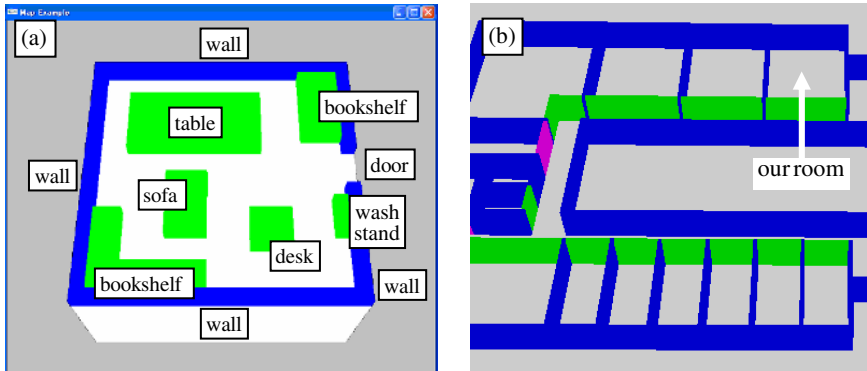 Map Example
(a)
wall
bookshelf
table
door
wall
sofa
wash
stand
desk
bookshelf
wall
wall
(b)
our room